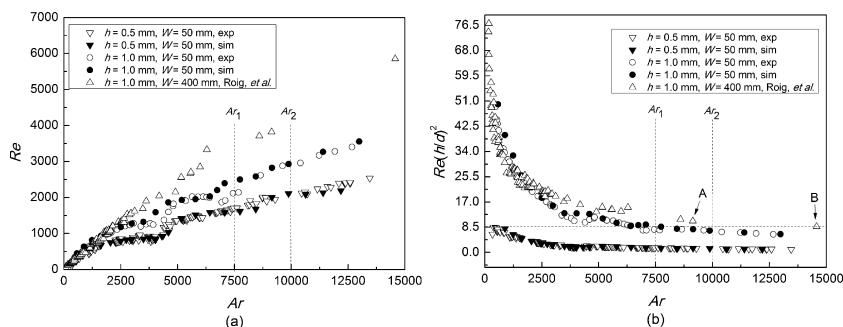 7000
6000
5000
4000
3000
2000
1000
0
Re
h = 0.5 mm, W = 50 mm, exp
h = 0.5 mm, W = 50 mm, sim
h = 1.0 mm, W = 50 mm, exp
h = 1.0 mm, W = 50 mm, sim
h = 1.0 mm, W = 400 mm, Roig, et al.
Ar₁
Ar₂
0 2500 5000 7500 10000 12500 15000
Ar
(a)
76.5
68.0
59.5
51.0
42.5
34.0
25.5
17.0
8.5
0.0
Re(h/d)²
h = 0.5 mm, W = 50 mm, exp
h = 0.5 mm, W = 50 mm, sim
h = 1.0 mm, W = 50 mm, exp
h = 1.0 mm, W = 50 mm, sim
h = 1.0 mm, W = 400 mm, Roig, et al.
Ar₁
Ar₂
A
B
0 2500 5000 7500 10000 12500 15000
Ar
(b)